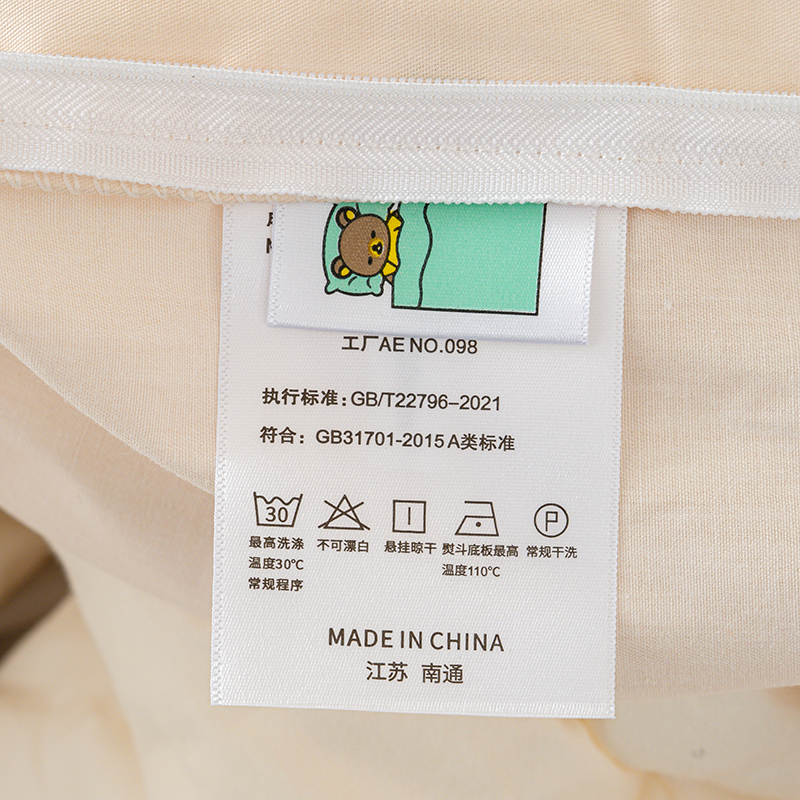 工厂AE NO.098
执行标准:GB/T22796-2021
符合: GB31701-2015 A类标准
30
P
最高洗涤
温度30℃
常规程序
不可漂白
悬挂晾干
熨斗底板最高
温度110℃
常规干洗
MADE IN CHINA
江苏 南通